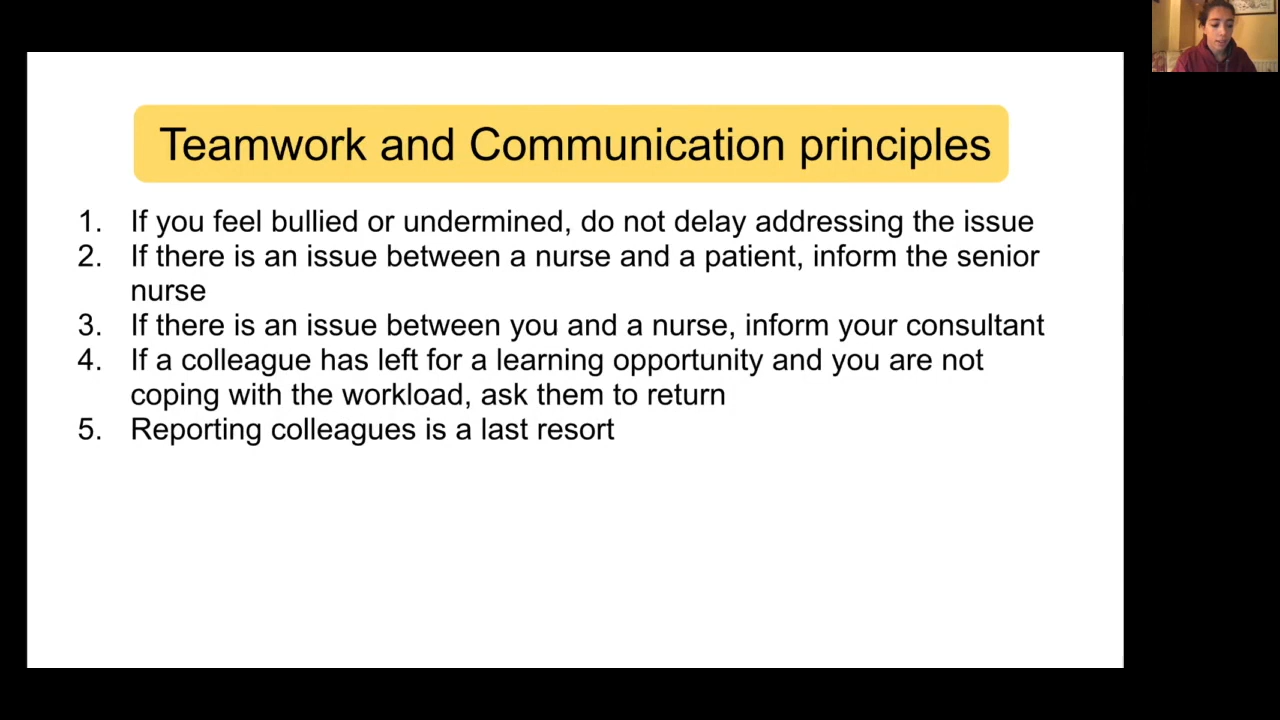 Teamwork and Communication principles
1. If you feel bullied or undermined, do not delay addressing the issue
2. If there is an issue between a nurse and a patient, inform the senior
nurse
3. If there is an issue between you and a nurse, inform your consultant
4. If a colleague has left for a learning opportunity and you are not
coping with the workload, ask them to return
5. Reporting colleagues is a last resort